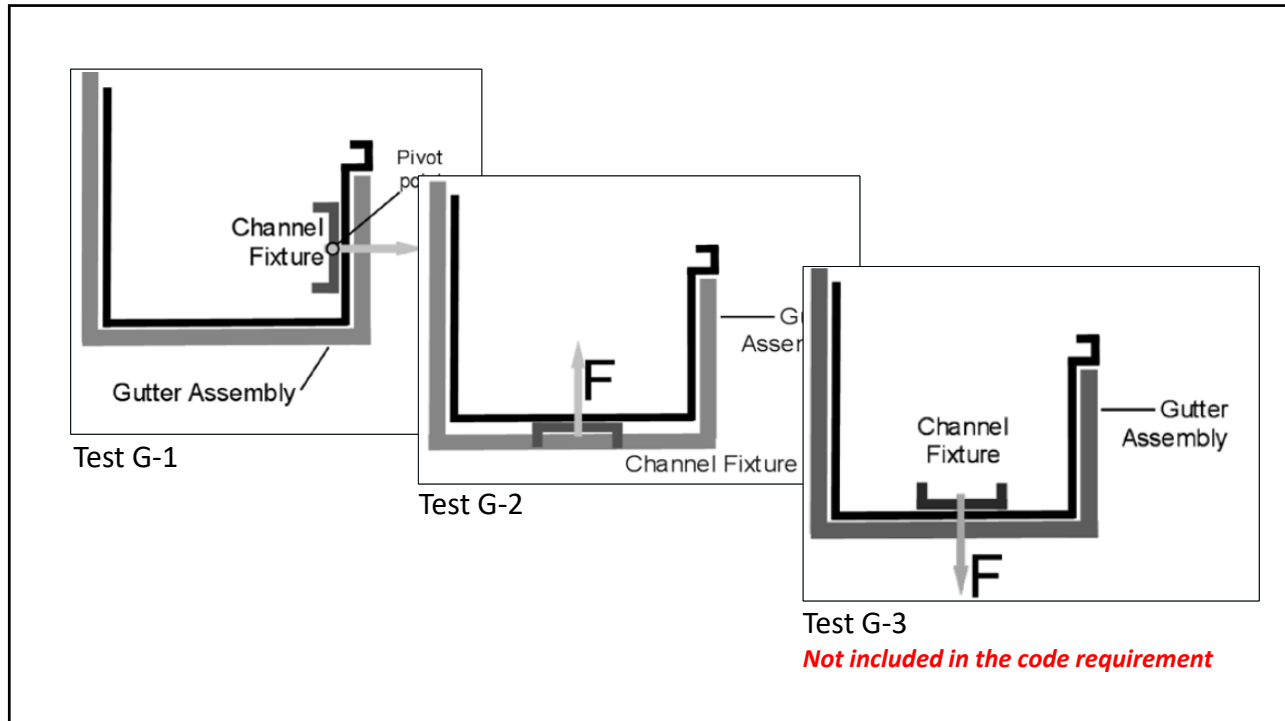 Pivot
Channel
Fixture
Gutter Assembly
Test G-1
F
Channel Fixture
Test G-2
Channel
Fixture
Gutter
Assembly
F
Test G-3
Not included in the code requirement